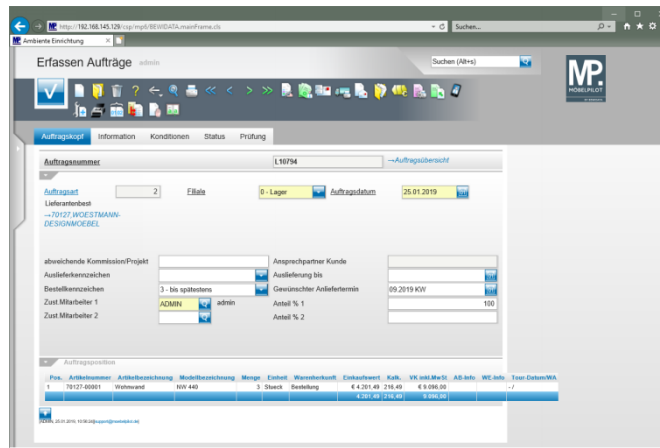 http://192.168.145.129/csp/mp8/BEWIDATA.mainFrame.cls
Suchen...
Ambiente Einrichtung
Erfassen Aufträge admin
Suchen (Alt+s)
MP.
MÖBELPILOT
Auftragskopf Information Konditionen Status Prüfung
Auftragsnummer L10794 →Auftragsübersicht
Auftragsart 2 Filiale 0 - Lager Auftragsdatum 25.01.2019
Lieferantenbest
→70127,WOESTMANN-
DESIGNMOEBEL
abweichende Kommission/Projekt Ansprechpartner Kunde
Auslieferkennzeichen Auslieferung bis
Bestellkennzeichen 3 - bis spätestens Gewünschter Anliefertermin 09.2019 KW
Zust.Mitarbeiter 1 ADMIN admin Anteil % 1 100
Zust.Mitarbeiter 2 Anteil % 2
Auftragsposition
Pos. Artikelnummer Artikelbezeichnung Modellbezeichnung Menge Einheit Warenherkunft Einkaufswert Kalk. VK inkl.MwSt AB-Info WE-Info Tour-Datum/WA
1 70127-00001 Wohnwand NW 440 3 Stueck Bestellung € 4.201,49 216,49 € 9.096,00 - /
4.201,49 216,49 9.096,00